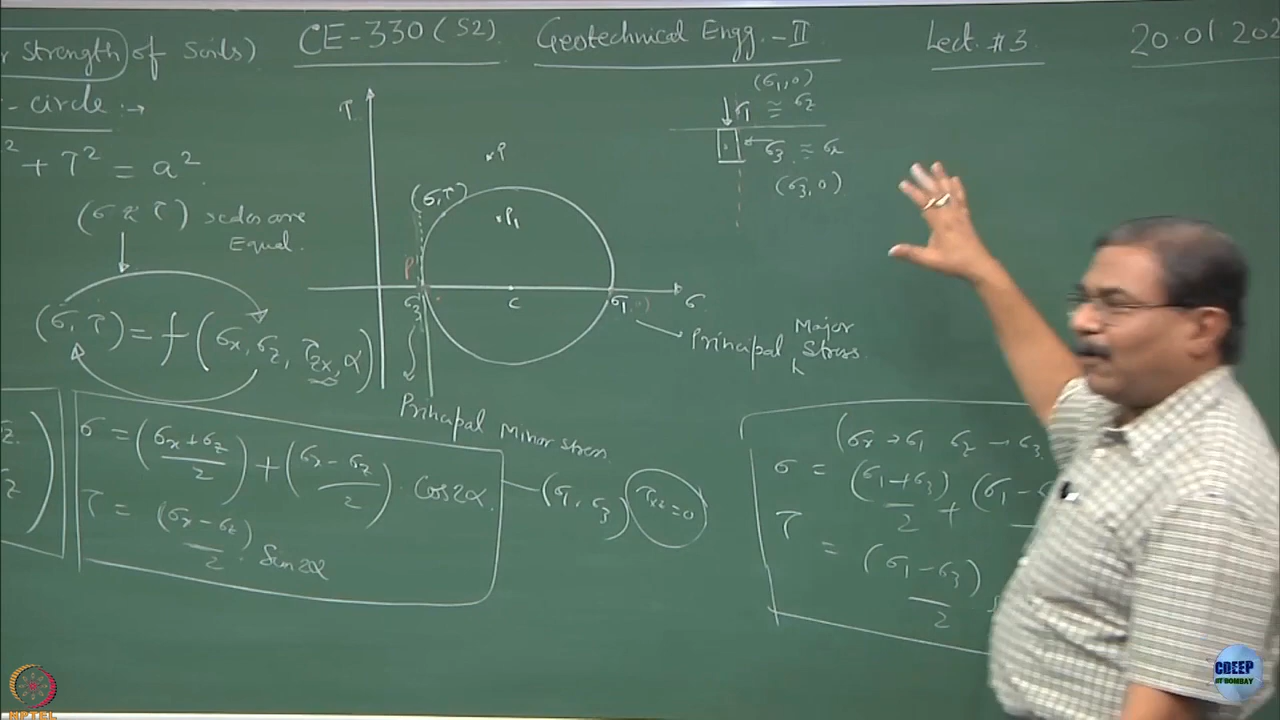 r Strength of Soils)
CE-330 (S2)
Geotechnical Engg.-II
Lect. #3
20.01.202
- circle :→
² + τ² = a²
(σ & τ) scales are
Equal.
(σ, τ) = f(σx, σz, τzx, α)
τ
P
(σ, τ)
P1
P
σ3
C
σ1, 0)
σ
Principal Major
Stress.
Principal Minor stress.
(σ1, 0)
σ1 ≈ σz
σ3 ≈ σx
(σ3, 0)
σ = (σx + σz / 2) + (σx - σz / 2) . Cos2α
τ = (σx - σz) / 2 . Sin2α
(σ1, σ3) τxz = 0
z
z
(σx → σ1 σz → σ3
σ = (σ1 + σ3) / 2 + (σ1 -
τ = (σ1 - σ3) / 2
NPTEL
CDEEP
IIT BOMBAY